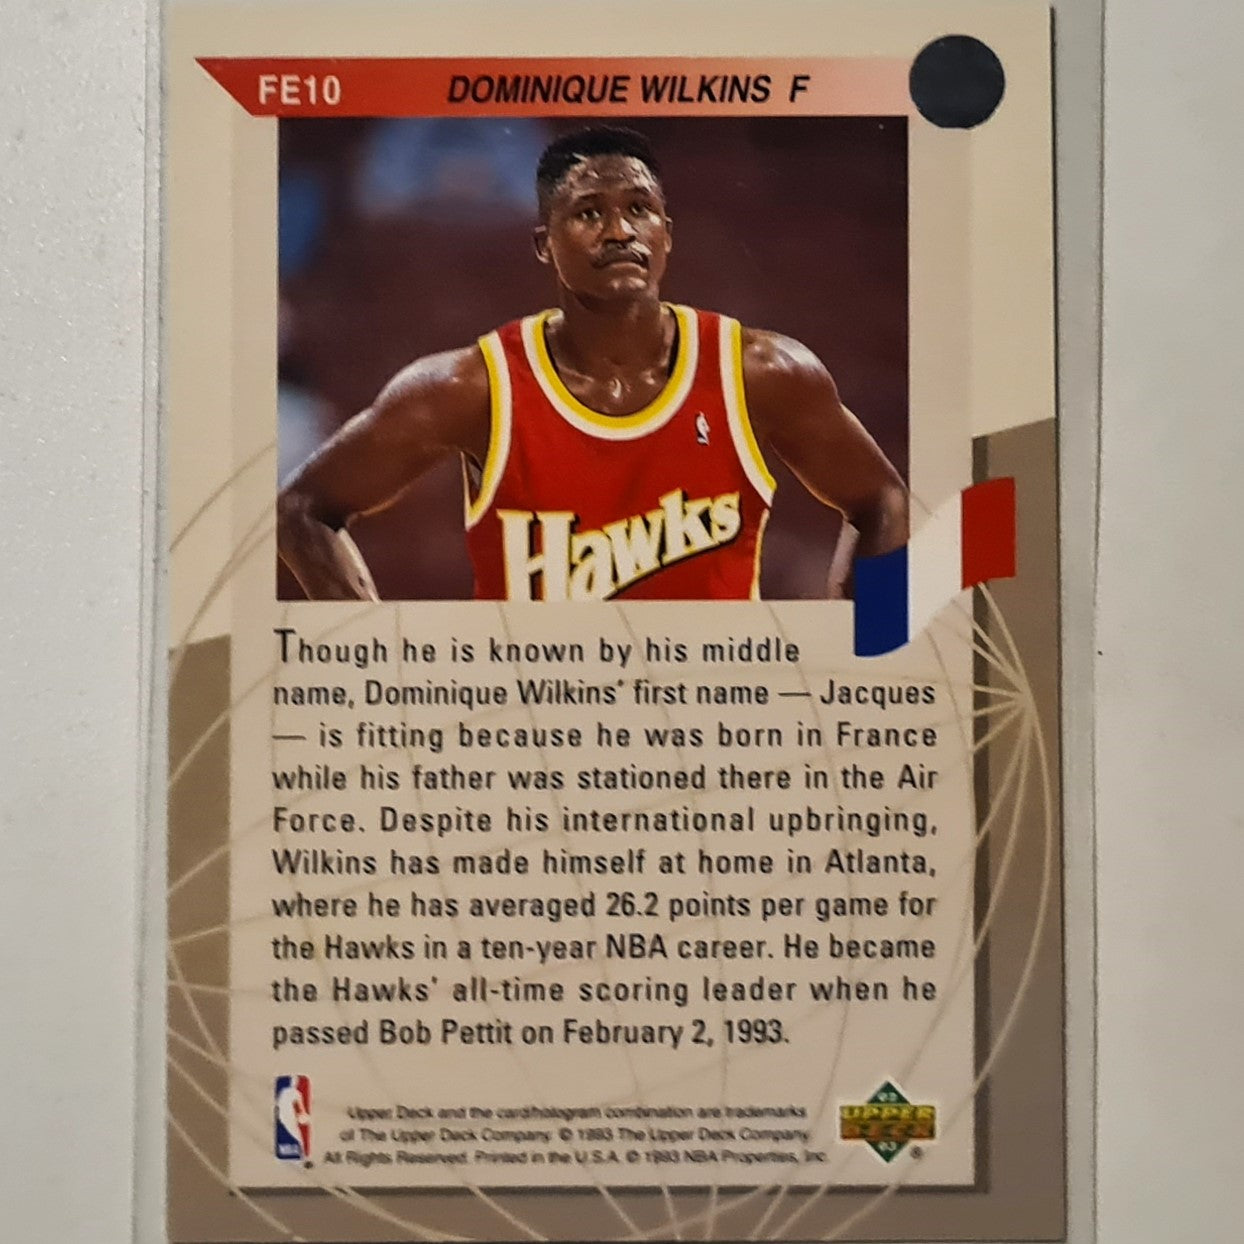 FE10 DOMINIQUE WILKINS F
Hawks
Though he is known by his middle
name, Dominique Wilkins' first name — Jacques
— is fitting because he was born in France
while his father was stationed there in the Air
Force. Despite his international upbringing,
Wilkins has made himself at home in Atlanta,
where he has averaged 26.2 points per game for
the Hawks in a ten-year NBA career. He became
the Hawks' all-time scoring leader when he
passed Bob Pettit on February 2, 1993.
Upper Deck and the card/hologram combination are trademarks
of The Upper Deck Company. © 1993 The Upper Deck Company.
All Rights Reserved. Printed in the U.S.A. © 1993 NBA Properties, Inc.
NBA
®
UPPER
DECK
®